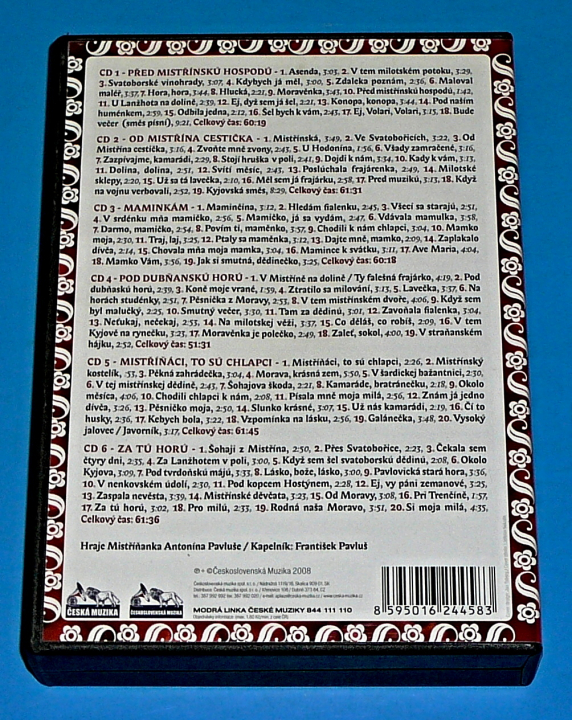 CD 1 - PŘED MISTŘÍNSKÚ HOSPODÚ - 1. Asenda, 3:03, 2. V tem milotském potoku, 3:29,
3. Svatoborské vinohrady, 3:07, 4. Kdybych já měl, 3:00, 5. Zdaleka poznám, 2:36, 6. Maloval
maléř, 3:37, 7. Hora, hora, 3:44, 8. Hlucká, 2:21, 9. Moravěnka, 3:43, 10. Před mistřínskú hospodú, 1:42,
11. U Lanžhota na dolině, 2:39, 12. Ej, dyž sem já šel, 2:21, 13. Konopa, konopa, 3:44, 14. Pod naším
huménkem, 2:59, 15. Odbila jedna, 2:12, 16. Šel bych k vám, 2:43, 17. Ej, Volari, Volari, 3:15, 18. Bude
večer (směs písní), 9:21, Celkový čas: 60:19
CD 2 - OD MISTŘÍNA CESTIČKA - 1. Mistřínská, 3:49, 2. Ve Svatobořicích, 3:22, 3. Od
Mistřína cestička, 3:16, 4. Zvoňte mně zvony, 2:43, 5. U Hodonína, 1:56, 6. Všady zamračené, 3:16,
7. Zazpívajme, kamarádi, 2:29, 8. Stojí hruška v poli, 2:41, 9. Dojdi k nám, 3:34, 10. Kady k vám, 3:13,
11. Dolina, dolina, 2:51, 12. Svítí měsíc, 2:43, 13. Poslúchala frajárenka, 2:49, 14. Milotské
sklepy, 2:20, 15. Už sa tá lavečka, 2:10, 16. Měl sem já frajárku, 2:58, 17. Pred muziků, 3:13, 18. Když
na vojnu verbovali, 2:52, 19. Kyjovská směs, 8:29, Celkový čas: 61:31
CD 3 - MAMINKÁM - 1. Maminčina, 3:12, 2. Hledám fialenku, 2:45, 3. Všecí sa starajú, 2:51,
4. V srdénku mňa mamičko, 2:56, 5. Mamičko, já sa vydám, 2:47, 6. Vdávala mamulka, 3:58,
7. Darmo, mamičko, 2:54, 8. Povím ti, maměnko, 3:57, 9. Chodili k nám chlapci, 3:04, 10. Mamko
moja, 2:30, 11. Traj, laj, 3:25, 12. Ptaly sa maměnka, 3:12, 13. Dajte mně, mamko, 2:09, 14. Zaplakalo
dívča, 2:14, 15. Chovala mňa moja mamka, 3:04, 16. Mamince k svátku, 3:11, 17. Ave Maria, 4:04,
18. Mamko Vám, 3:56, 19. Jak si smutná, dědinečko, 3:25, Celkový čas: 60:18
CD 4 - POD DUBŇANSKÚ HORÚ - 1. V Mistříně na dolině / Ty falešná frajárko, 4:19, 2. Pod
dubňaskú horú, 2:39, 3. Koně moje vrané, 1:59, 4. Ztratilo sa milování, 3:13, 5. Lavečka, 3:37, 6. Na
horách studénky, 2:51, 7. Pěsnička z Moravy, 2:53, 8. V tem mistřínském dvoře, 4:06, 9. Když sem
byl malučký, 2:25, 10. Smutný večer, 3:30, 11. Tam za dědinú, 3:01, 12. Zavoňala fialenka, 3:04,
13. Neťukaj, nečekaj, 2:53, 14. Na milotskej věži, 3:37, 15. Co děláš, co robíš, 2:09, 16. V tem
Kyjově na rynečku, 3:23, 17. Moravěnka je polečko, 2:49, 18. Zaleť, sokol, 4:00, 19. V straňanském
hájku, 2:52, Celkový čas: 51:31
CD 5 - MISTŘÍŇÁCI, TO SÚ CHLAPCI - 1. Mistříňáci, to sú chlapci, 2:26, 2. Mistřínský
kostelík, :53, 3. Pěkná zahrádečka, 3:04, 4. Morava, krásná zem, 5:50, 5. V šardickej bažantnici, 2:30,
6. V tej mistřínskej dědině, 2:43, 7. Šohajova škoda, 2:21, 8. Kamaráde, bratránečku, 2:18, 9. Okolo
měsíca, 4:06, 10. Chodili chlapci k nám, 2:08, 11. Písala mně moja milá, 2:56, 12. Znám já jedno
dívča, 3:26, 13. Pěsničko moja, 2:50, 14. Slunko krásné, 3:07, 15. Už nás kamarádi, 2:19, 16. Čí to
husky, 2:36, 17. Kebych bola, 3:22, 18. Vzpomínka na lásku, 2:56, 19. Galánečka, 3:48, 20. Vysoký
jalovec / Javorník, 3:17, Celkový čas: 61:45
CD 6 - ZA TÚ HORÚ - 1. Šohaji z Mistřína, 2:50, 2. Přes Svatobořice, 2:23, 3. Čekala sem
čtyry dni, 2:35, 4. Za Lanžhotem v poli, 3:00, 5. Když sem šel svatoborskú dědinú, 2:08, 6. Okolo
Kyjova, 3:09, 7. Pod tvrdonskú májú, 3:33, 8. Lásko, bože, lásko, 3:00, 9. Pavlovická stará hora, 3:36,
10. V nenkovském údolí, 2:30, 11. Pod kopcem Hostýnem, 2:28, 12. Ej, vy páni zemanové, 3:25,
13. Zaspala nevěsta, 3:39, 14. Mistřínské děvčata, 3:23, 15. Od Moravy, 3:08, 16. Pri Trenčíně, 1:57,
17. Za tú horú, 3:02, 18. Pro milú, 2:33, 19. Rodná naša Moravo, 3:51, 20. Si moja milá, 4:35,
Celkový čas: 61:36
Hraje Mistříňanka Antonína Pavluše / Kapelník: František Pavluš
℗ + © Československá Muzika 2008
MODRÁ LINKA ČESKÉ MUZIKY 844 111 110
ČESKÁ MUZIKA
ČESKOSLOVENSKÁ MUZIKA
8 595016 244583